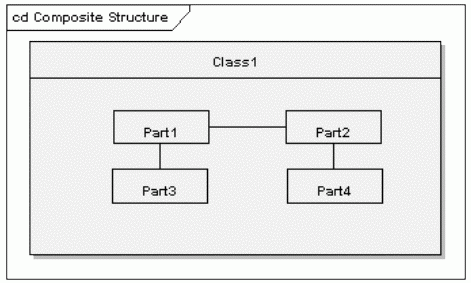 cd Composite Structure
Class1
Part1
Part2
Part3
Part4